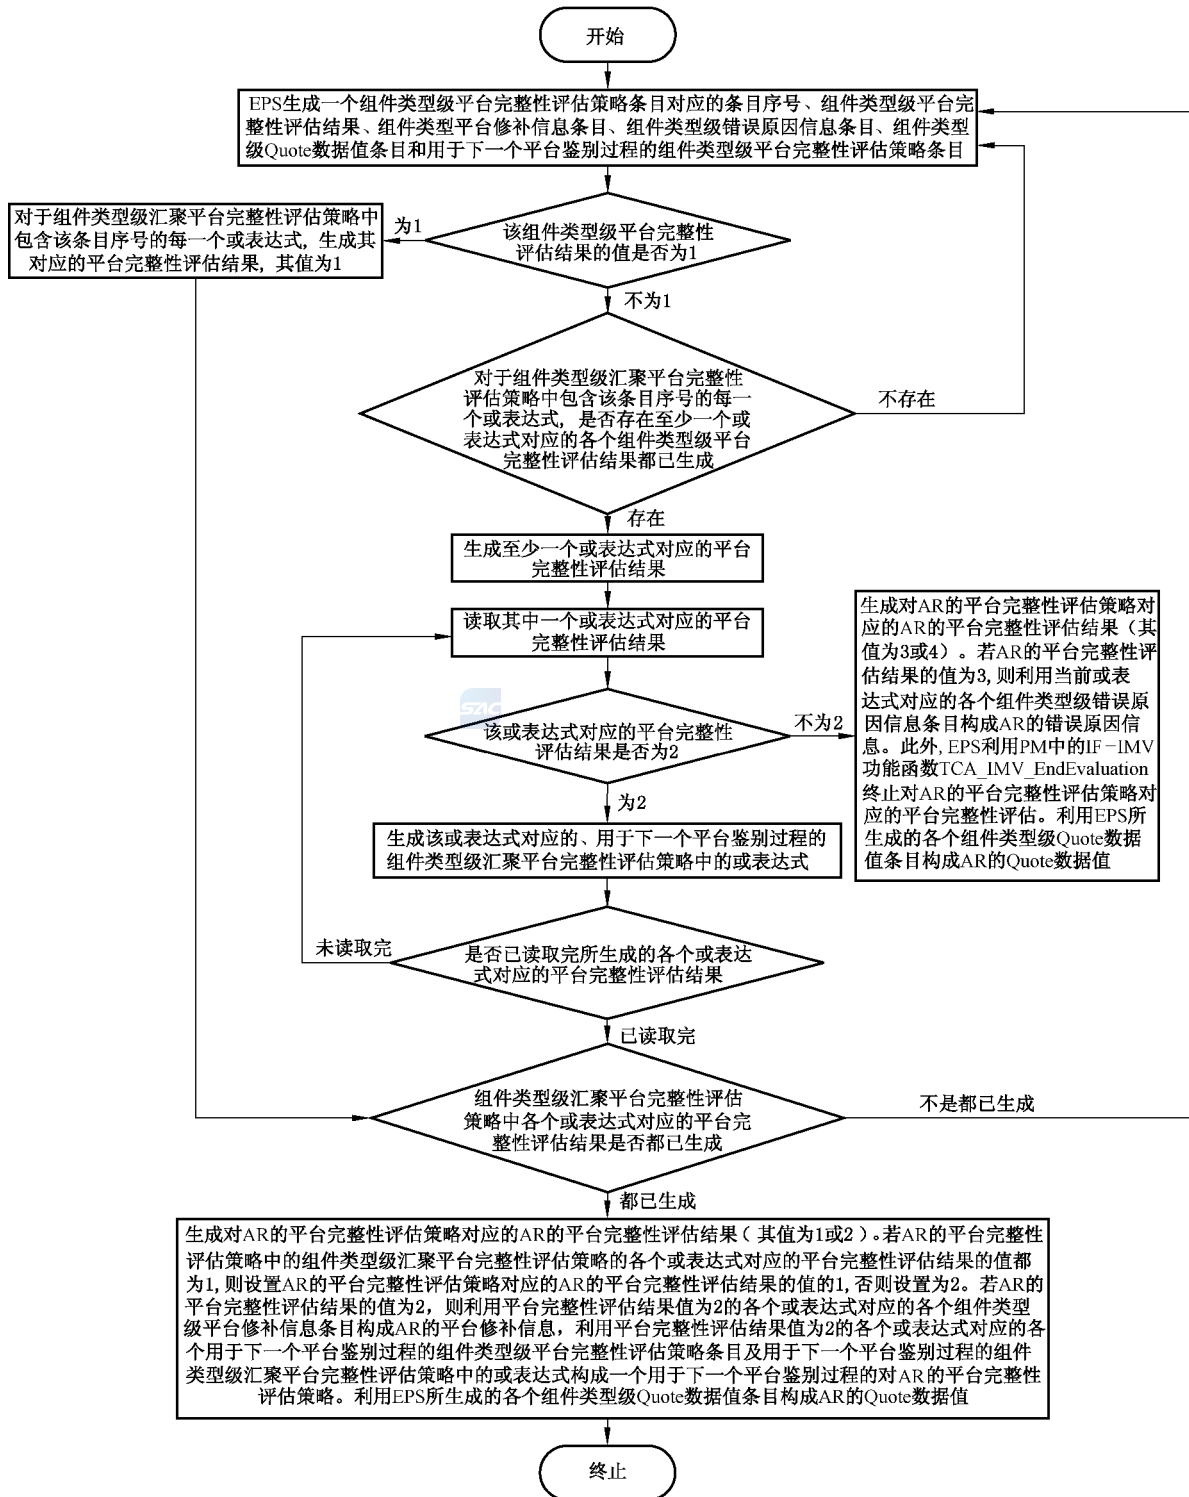 开始
EPS生成一个组件类型级平台完整性评估策略条目对应的条目序号、组件类型级平台完
整性评估结果、组件类型平台修补信息条目、组件类型级错误原因信息条目、组件类型
级Quote数据值条目和用于下一个平台鉴别过程的组件类型级平台完整性评估策略条目
对于组件类型级汇聚平台完整性评估策略中
包含该条目序号的每一个或表达式, 生成其
对应的平台完整性评估结果, 其值为1
为1
该组件类型级平台完整性
评估结果的值是否为1
不为1
对于组件类型级汇聚平台完整性
评估策略中包含该条目序号的每一
个或表达式, 是否存在至少一个或
表达式对应的各个组件类型级平台
完整性评估结果都已生成
不存在
存在
生成至少一个或表达式对应的平台
完整性评估结果
读取其中一个或表达式对应的平台
完整性评估结果
SAC
该或表达式对应的平台完整性
评估结果是否为2
不为2
生成对AR的平台完整性评估策略对
应的AR的平台完整性评估结果（其
值为3或4）。若AR的平台完整性评
估结果的值为3,则利用当前或表
达式对应的各个组件类型级错误原
因信息条目构成AR的错误原因信
息。此外, EPS利用PM中的IF-IMV
功能函数TCA_IMV_EndEvaluation
终止对AR的平台完整性评估策略对
应的平台完整性评估。利用EPS所
生成的各个组件类型级Quote数据
值条目构成AR的Quote数据值
为2
生成该或表达式对应的、用于下一个平台鉴别过程的
组件类型级汇聚平台完整性评估策略中的或表达式
未读取完
是否已读取完所生成的各个或表达
式对应的平台完整性评估结果
已读取完
组件类型级汇聚平台完整性评估
策略中各个或表达式对应的平台完
整性评估结果是否都已生成
不是都已生成
都已生成
生成对AR的平台完整性评估策略对应的AR的平台完整性评估结果（其值为1或2）。若AR的平台完整性
评估策略中的组件类型级汇聚平台完整性评估策略的各个或表达式对应的平台完整性评估结果的值都
为1,则设置AR的平台完整性评估策略对应的AR的平台完整性评估结果的值的1,否则设置为2。若AR的
平台完整性评估结果的值为2，则利用平台完整性评估结果值为2的各个或表达式对应的各个组件类型
级平台修补信息条目构成AR的平台修补信息，利用平台完整性评估结果值为2的各个或表达式对应的各
个用于下一个平台鉴别过程的组件类型级平台完整性评估策略条目及用于下一个平台鉴别过程的组件
类型级汇聚平台完整性评估策略中的或表达式构成一个用于下一个平台鉴别过程的对AR的平台完整性
评估策略。利用EPS所生成的各个组件类型级Quote数据值条目构成AR的Quote数据值
终止